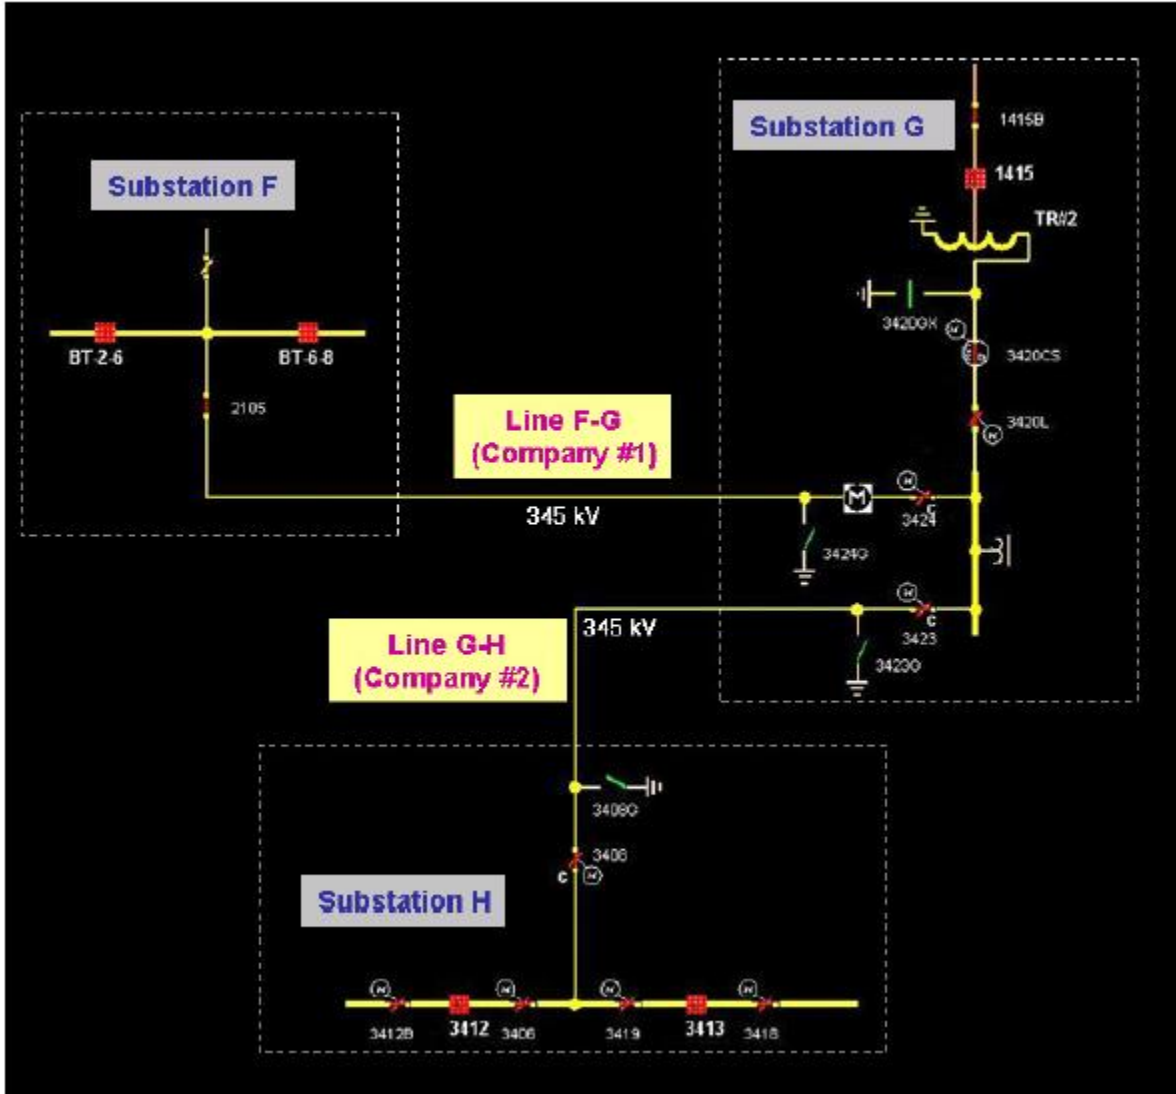 Substation G
1415B
1415
TR#2
Substation F
3420GX
3420CS
BT-2-6
BT-6-8
2105
3420L
Line F-G
(Company #1)
345 kV
M
C
3424
3424G
345 kV
C
3423
3423G
Line G-H
(Company #2)
3408G
3408
C
Substation H
3412B
3412
3406
3419
3413
3418